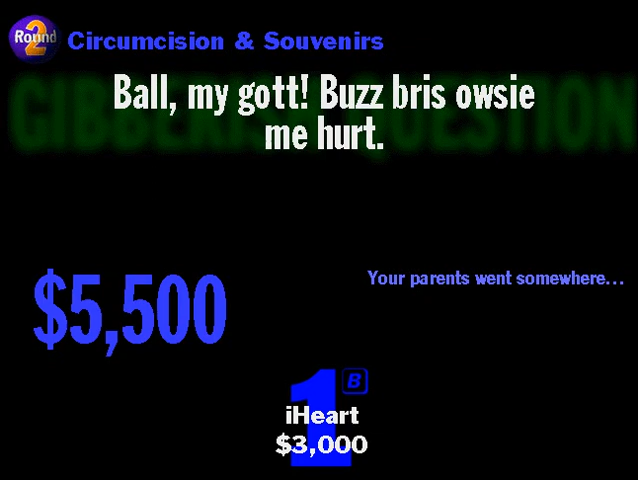 Round 2
Circumcision & Souvenirs
GIBBERISH QUESTION
Ball, my gott! Buzz bris owsie
me hurt.
$5,500
Your parents went somewhere...
1
B
iHeart
$3,000